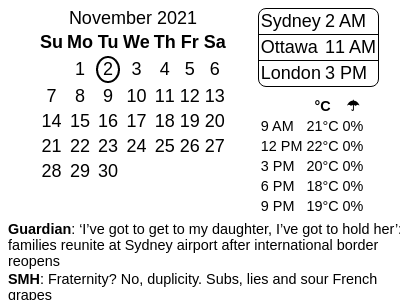 November 2021
Su Mo Tu We Th Fr Sa
1 2 3 4 5 6
7 8 9 10 11 12 13
14 15 16 17 18 19 20
21 22 23 24 25 26 27
28 29 30
Sydney 2 AM
Ottawa 11 AM
London 3 PM
°C ☂
9 AM 21°C 0%
12 PM 22°C 0%
3 PM 20°C 0%
6 PM 18°C 0%
9 PM 19°C 0%
Guardian: ‘I’ve got to get to my daughter, I’ve got to hold her’:
families reunite at Sydney airport after international border
reopens
SMH: Fraternity? No, duplicity. Subs, lies and sour French
grapes